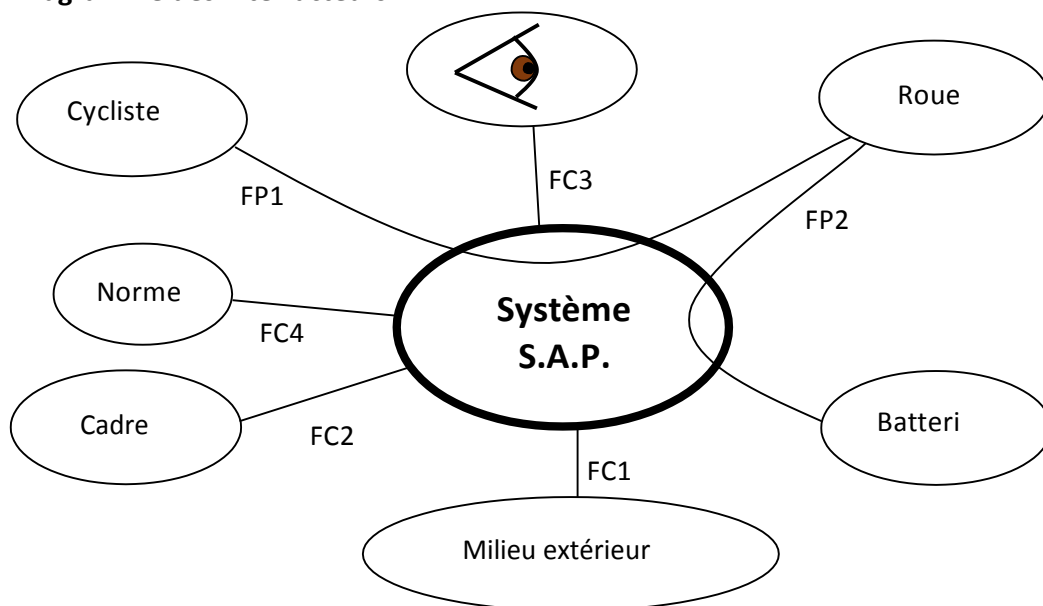 Cycliste
Roue
FP1
FC3
FP2
Norme
Système
S.A.P.
FC4
Cadre
FC2
Batteri
FC1
Milieu extérieur